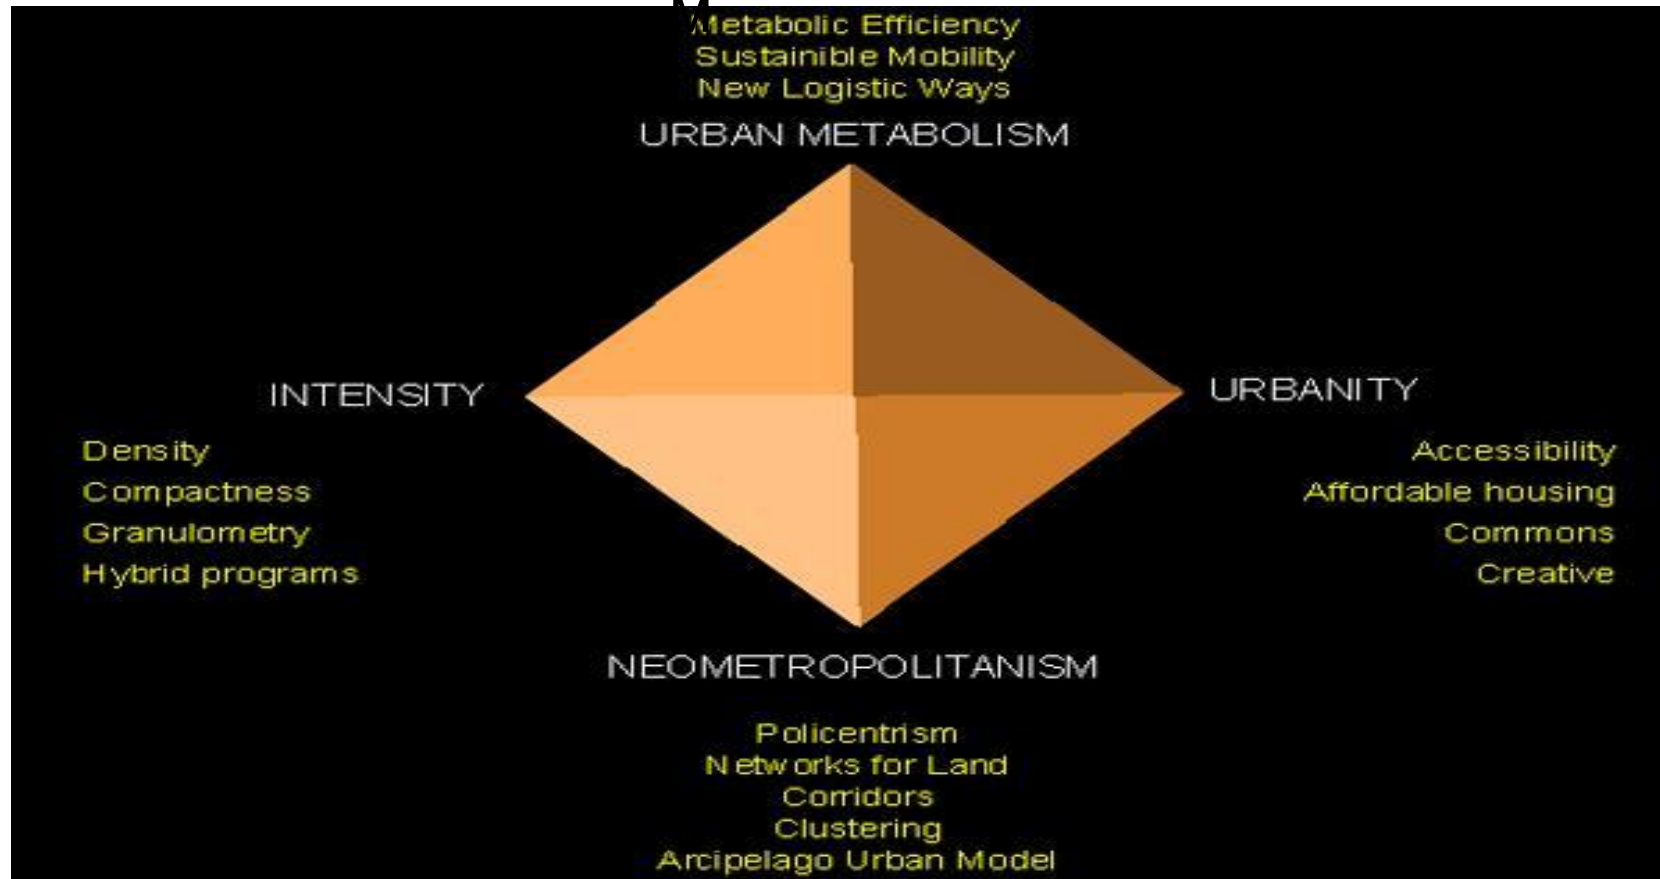 Metabolic Efficiency
Sustainible Mobility
New Logistic Ways
URBAN METABOLISM
INTENSITY
Density
Compactness
Granulometry
Hybrid programs
URBANITY
Accessibility
Affordable housing
Commons
Creative
NEOMETROPOLITANISM
Policentrism
Networks for Land
Corridors
Clustering
Arcipelago Urban Model